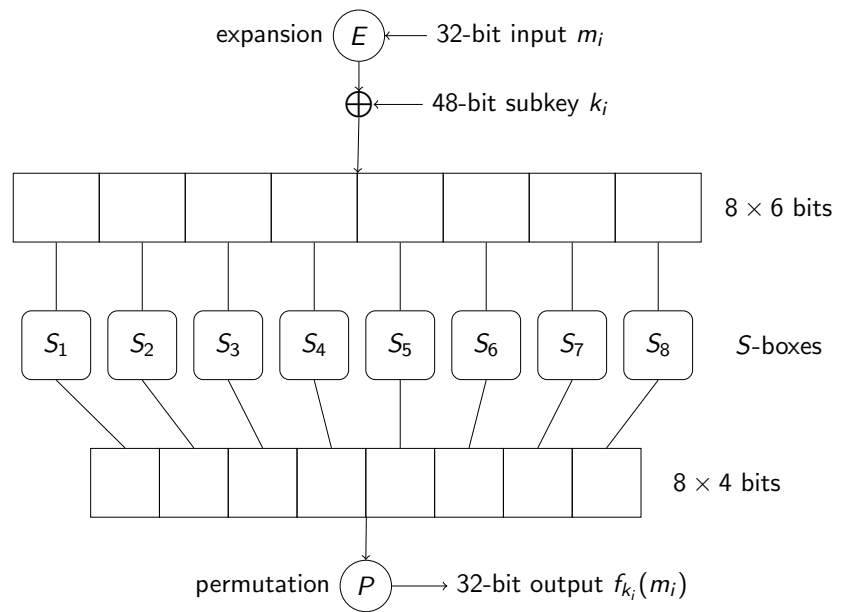 expansion E 32-bit input m_i
⊕ 48-bit subkey k_i
8 × 6 bits
S_1 S_2 S_3 S_4 S_5 S_6 S_7 S_8 S-boxes
8 × 4 bits
permutation P 32-bit output f_{k_i}(m_i)